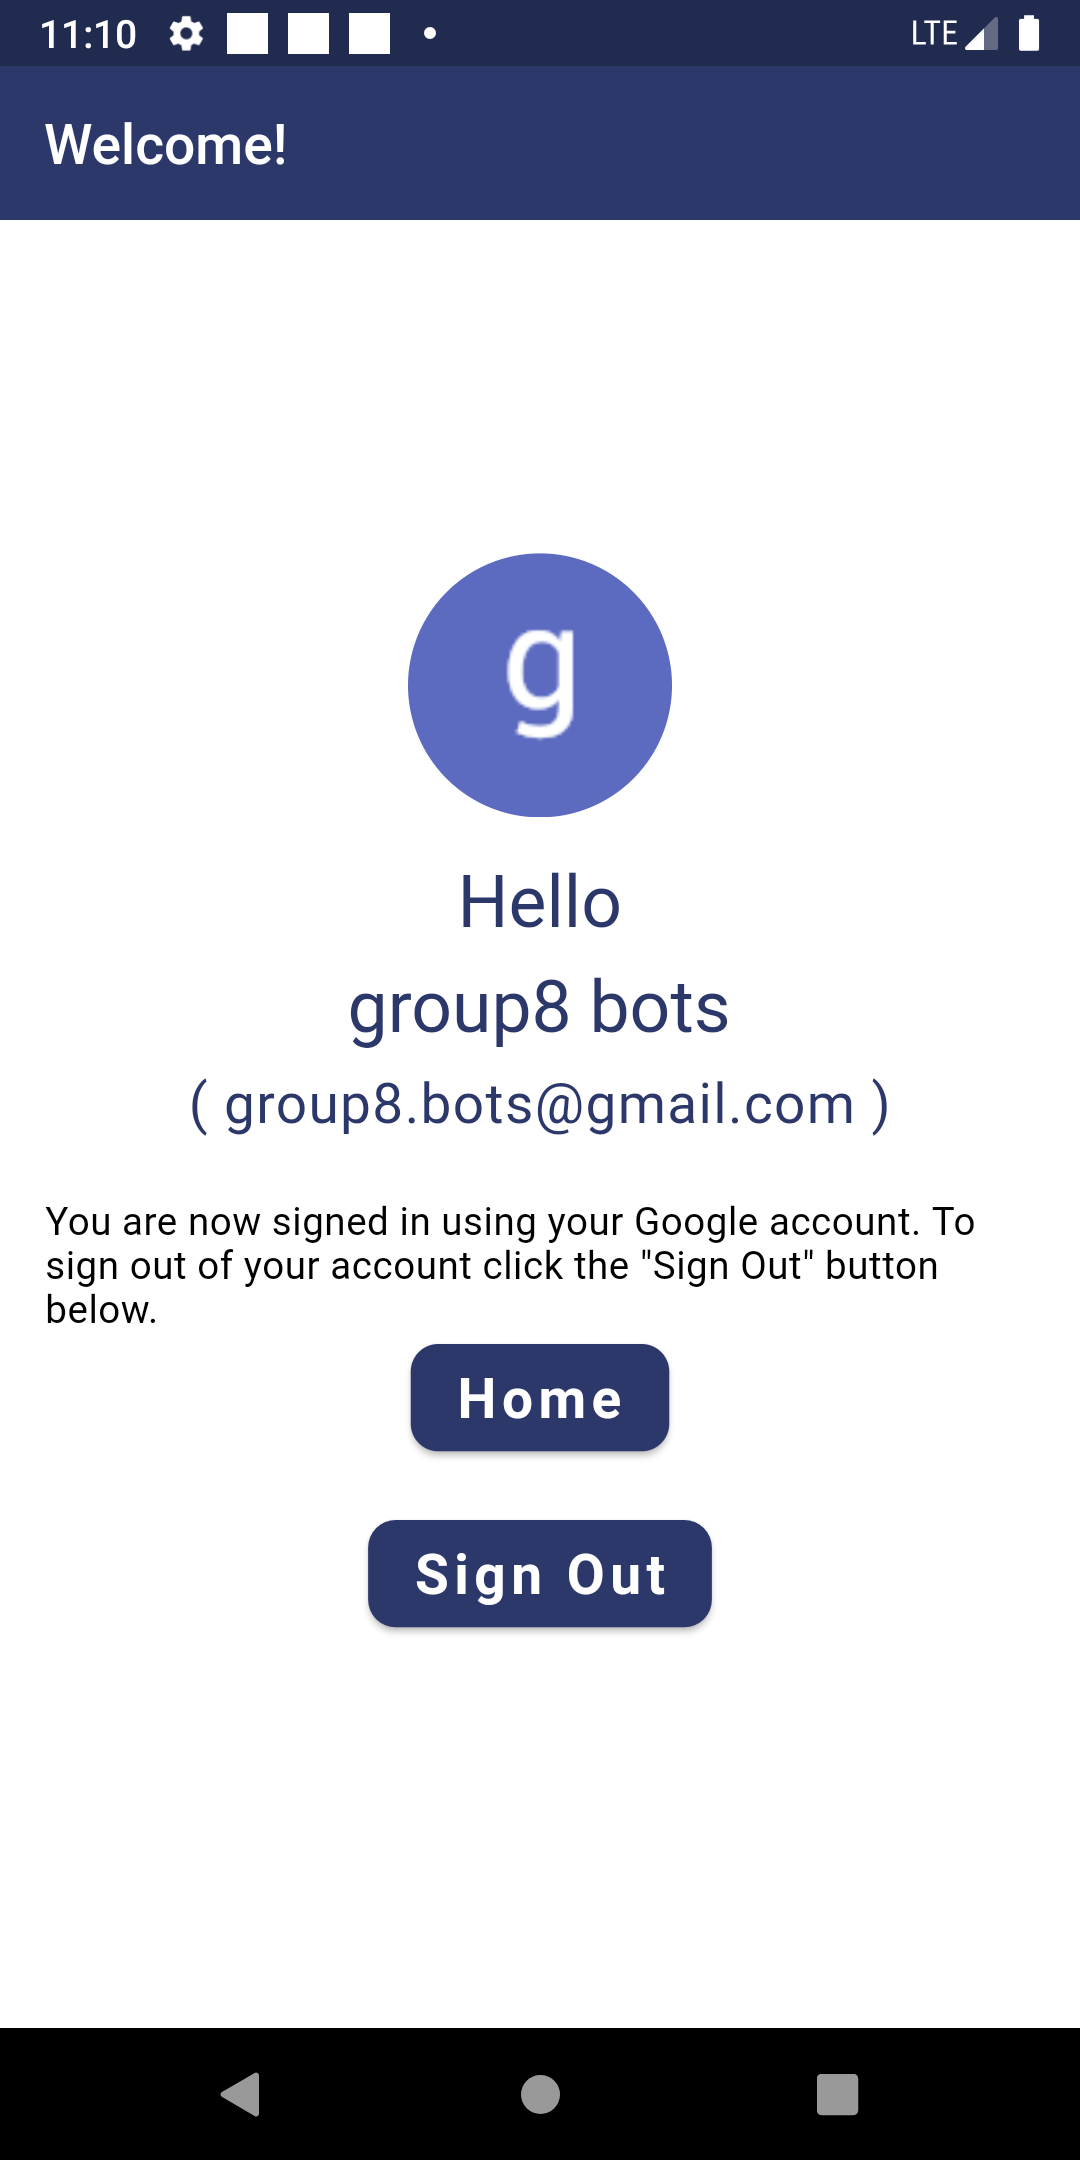 11:10 LTE
Welcome!
g
Hello
group8 bots
( group8.bots@gmail.com )
You are now signed in using your Google account. To
sign out of your account click the "Sign Out" button
below.
Home
Sign Out